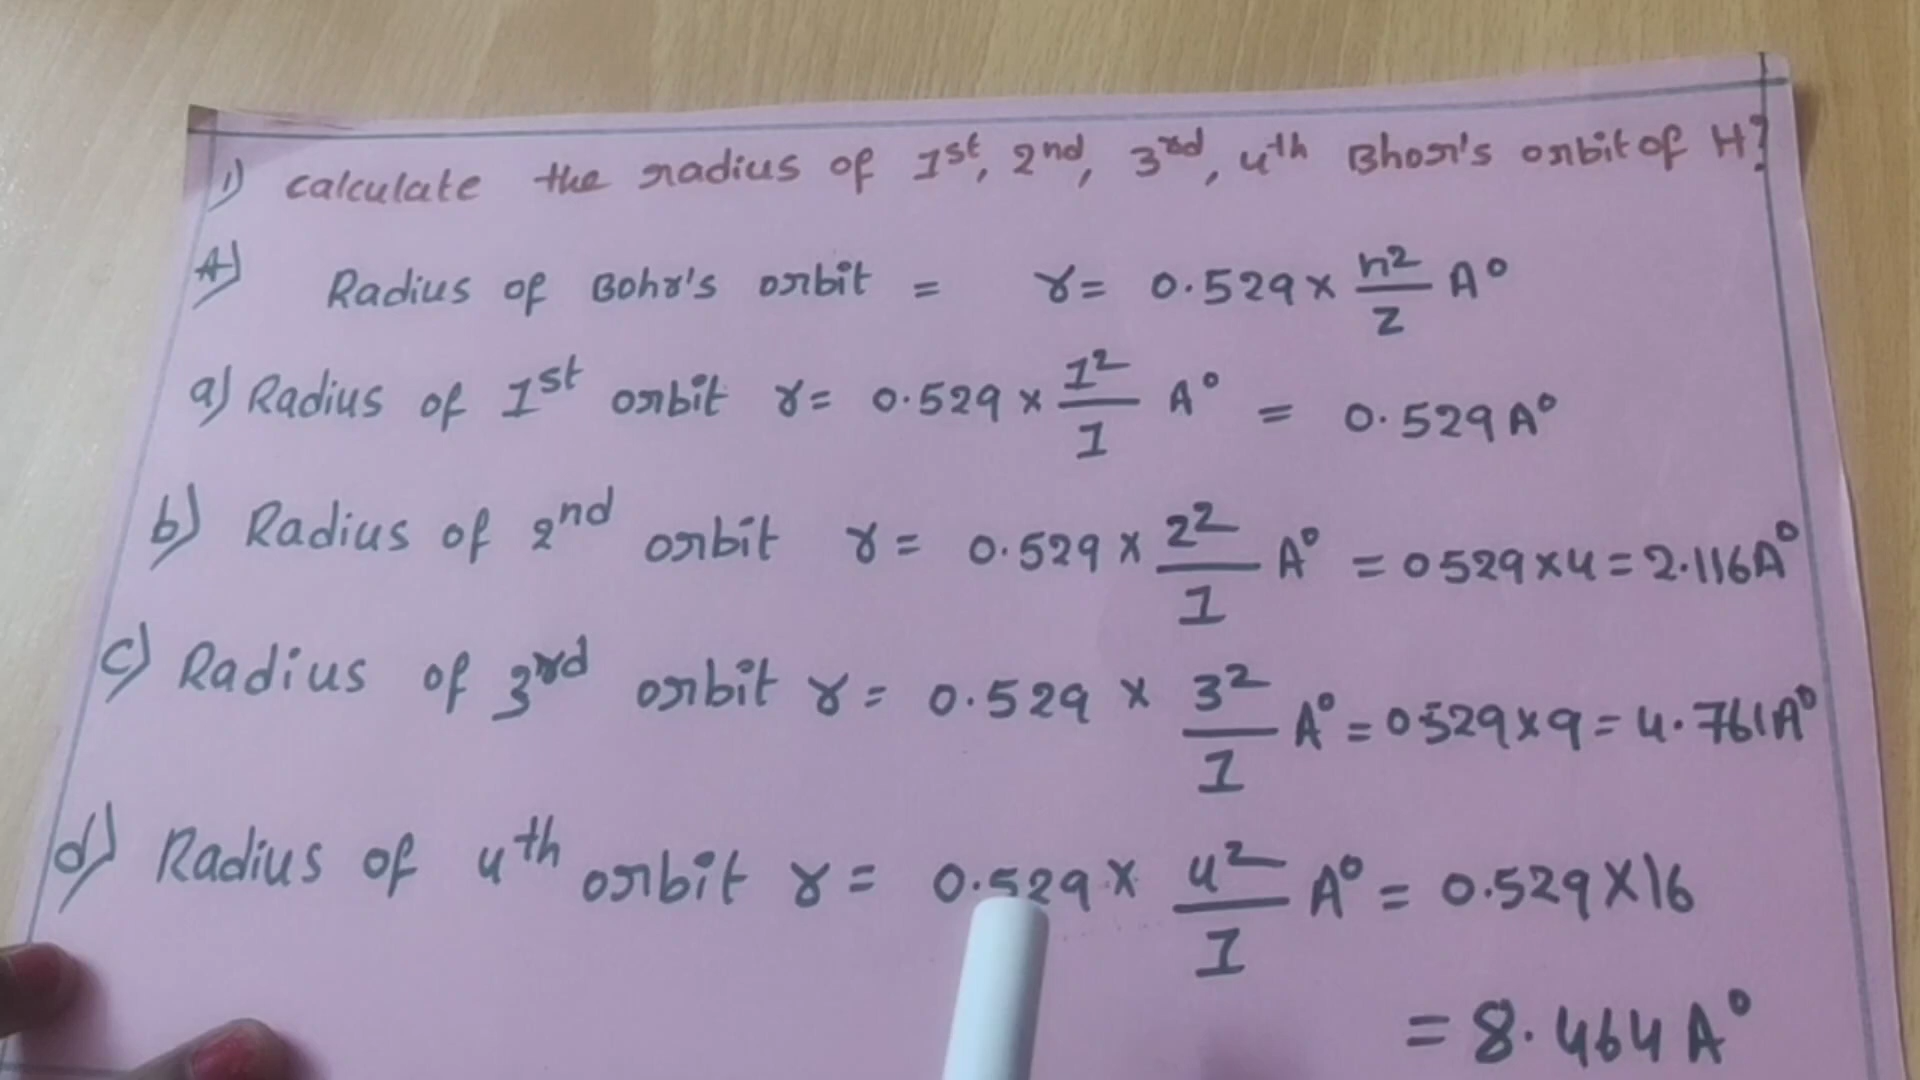 1) calculate the radius of 1st, 2nd, 3rd, 4th Bhor's orbit of H?
A) Radius of Bohr's orbit = r = 0.529 x n²/Z A°
a) Radius of 1st orbit r = 0.529 x 1²/1 A° = 0.529 A°
b) Radius of 2nd orbit r = 0.529 x 2²/1 A° = 0 529 x 4 = 2.116 A°
c) Radius of 3rd orbit r = 0.529 x 3²/1 A° = 0.529 x 9 = 4.761 A°
d) Radius of 4th orbit r = 0.529 x 4²/1 A° = 0.529 x 16
= 8.464 A°